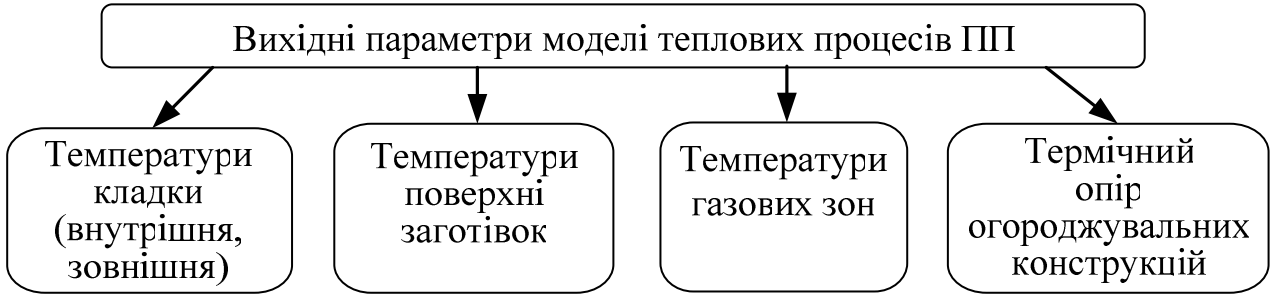 Вихідні параметри моделі теплових процесів ПП
Температури
кладки
(внутрішня,
зовнішня)
Температури
поверхні
заготівок
Температури
газових зон
Термічний
опір
огороджувальних
конструкцій